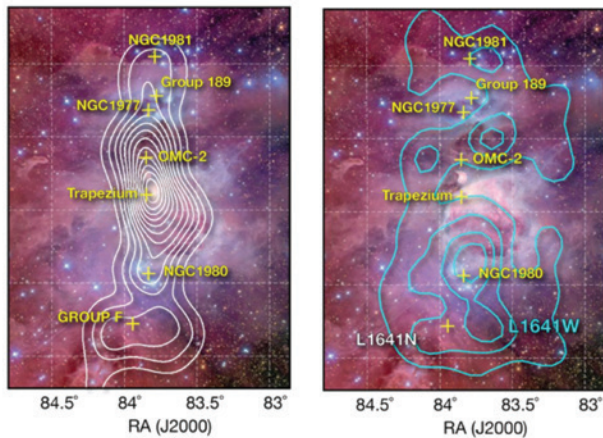 NGC1981
Group 189
NGC1977
OMC-2
Trapezium
NGC1980
GROUP F
84.5° 84° 83.5° 83°
RA (J2000)
NGC1981
Group 189
NGC1977
OMC-2
Trapezium
NGC1980
L1641W
L1641N
84.5° 84° 83.5° 83°
RA (J2000)